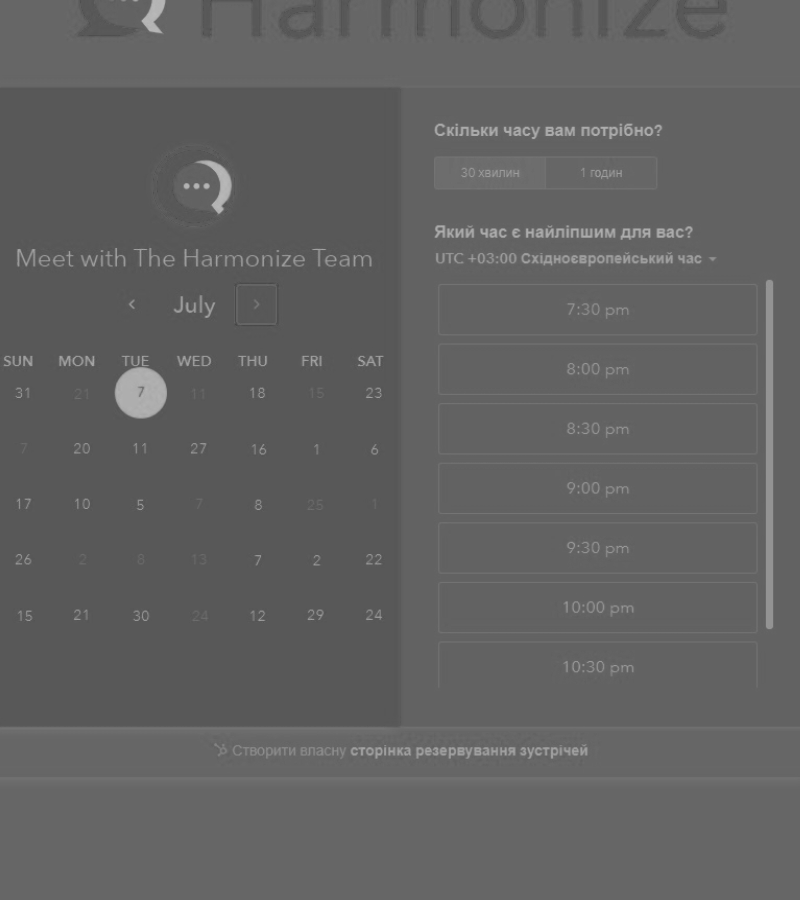 Harmonize
Meet with The Harmonize Team
July
SUN MON TUE WED THU FRI SAT
31 21 7 11 18 15 23
7 20 11 27 16 1 6
17 10 5 7 8 25 1
26 2 8 13 7 2 22
15 21 30 24 12 29 24
Скільки часу вам потрібно?
30 хвилин 1 годин
Який час є найліпшим для вас?
UTC +03:00 Східноєвропейський час
7:30 pm
8:00 pm
8:30 pm
9:00 pm
9:30 pm
10:00 pm
10:30 pm
Створити власну сторінка резервування зустрічей